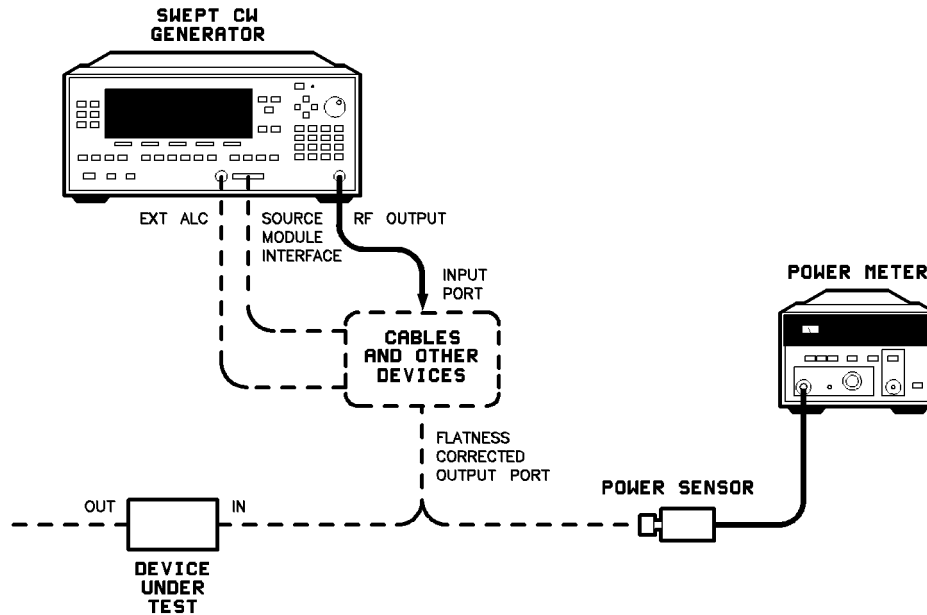 SWEPT CW
GENERATOR
EXT ALC
SOURCE
MODULE
INTERFACE
RF OUTPUT
INPUT
PORT
POWER METER
CABLES
AND OTHER
DEVICES
FLATNESS
CORRECTED
OUTPUT PORT
POWER SENSOR
OUT
IN
DEVICE
UNDER
TEST